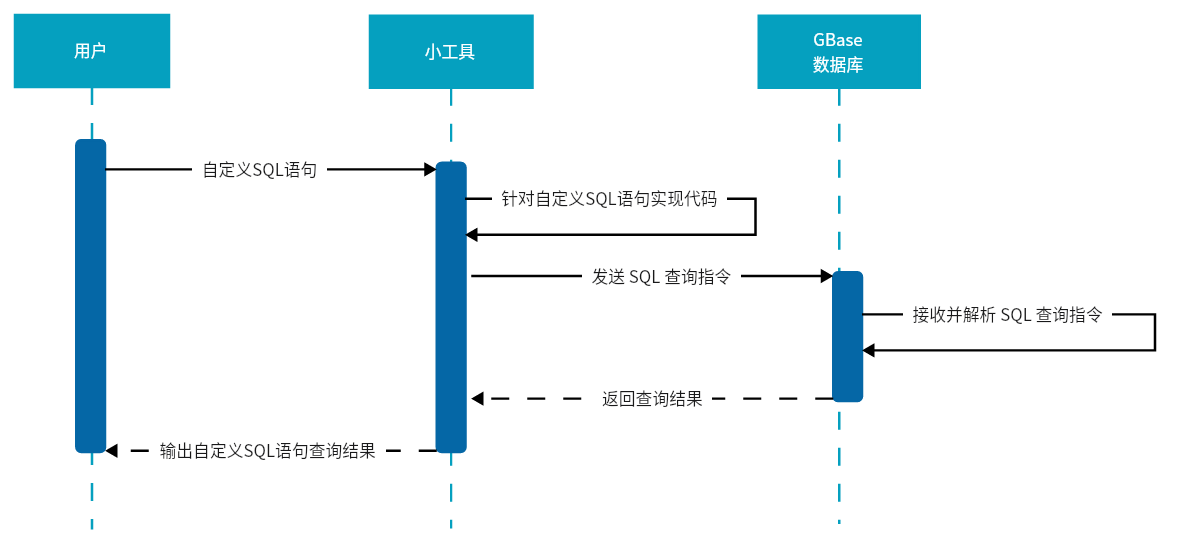 用户
小工具
GBase
数据库
自定义SQL语句
针对自定义SQL语句实现代码
发送 SQL 查询指令
接收并解析 SQL 查询指令
返回查询结果
输出自定义SQL语句查询结果